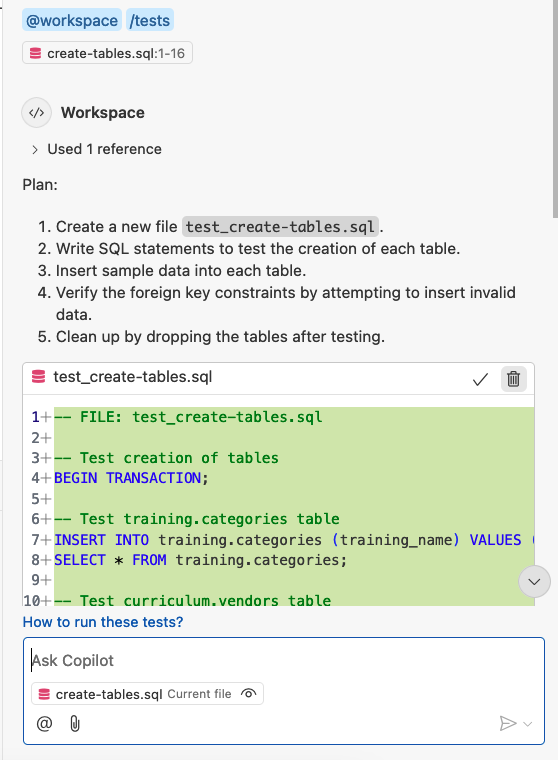 @workspace /tests
create-tables.sql:1-16
Workspace
Used 1 reference
Plan:
1. Create a new file test_create-tables.sql.
2. Write SQL statements to test the creation of each table.
3. Insert sample data into each table.
4. Verify the foreign key constraints by attempting to insert invalid
data.
5. Clean up by dropping the tables after testing.
test_create-tables.sql
1+-- FILE: test_create-tables.sql
2+
3+-- Test creation of tables
4+BEGIN TRANSACTION;
5+
6+-- Test training.categories table
7+INSERT INTO training.categories (training_name) VALUES (
8+SELECT * FROM training.categories;
9+
10+-- Test curriculum.vendors table
How to run these tests?
Ask Copilot
create-tables.sql Current file
@